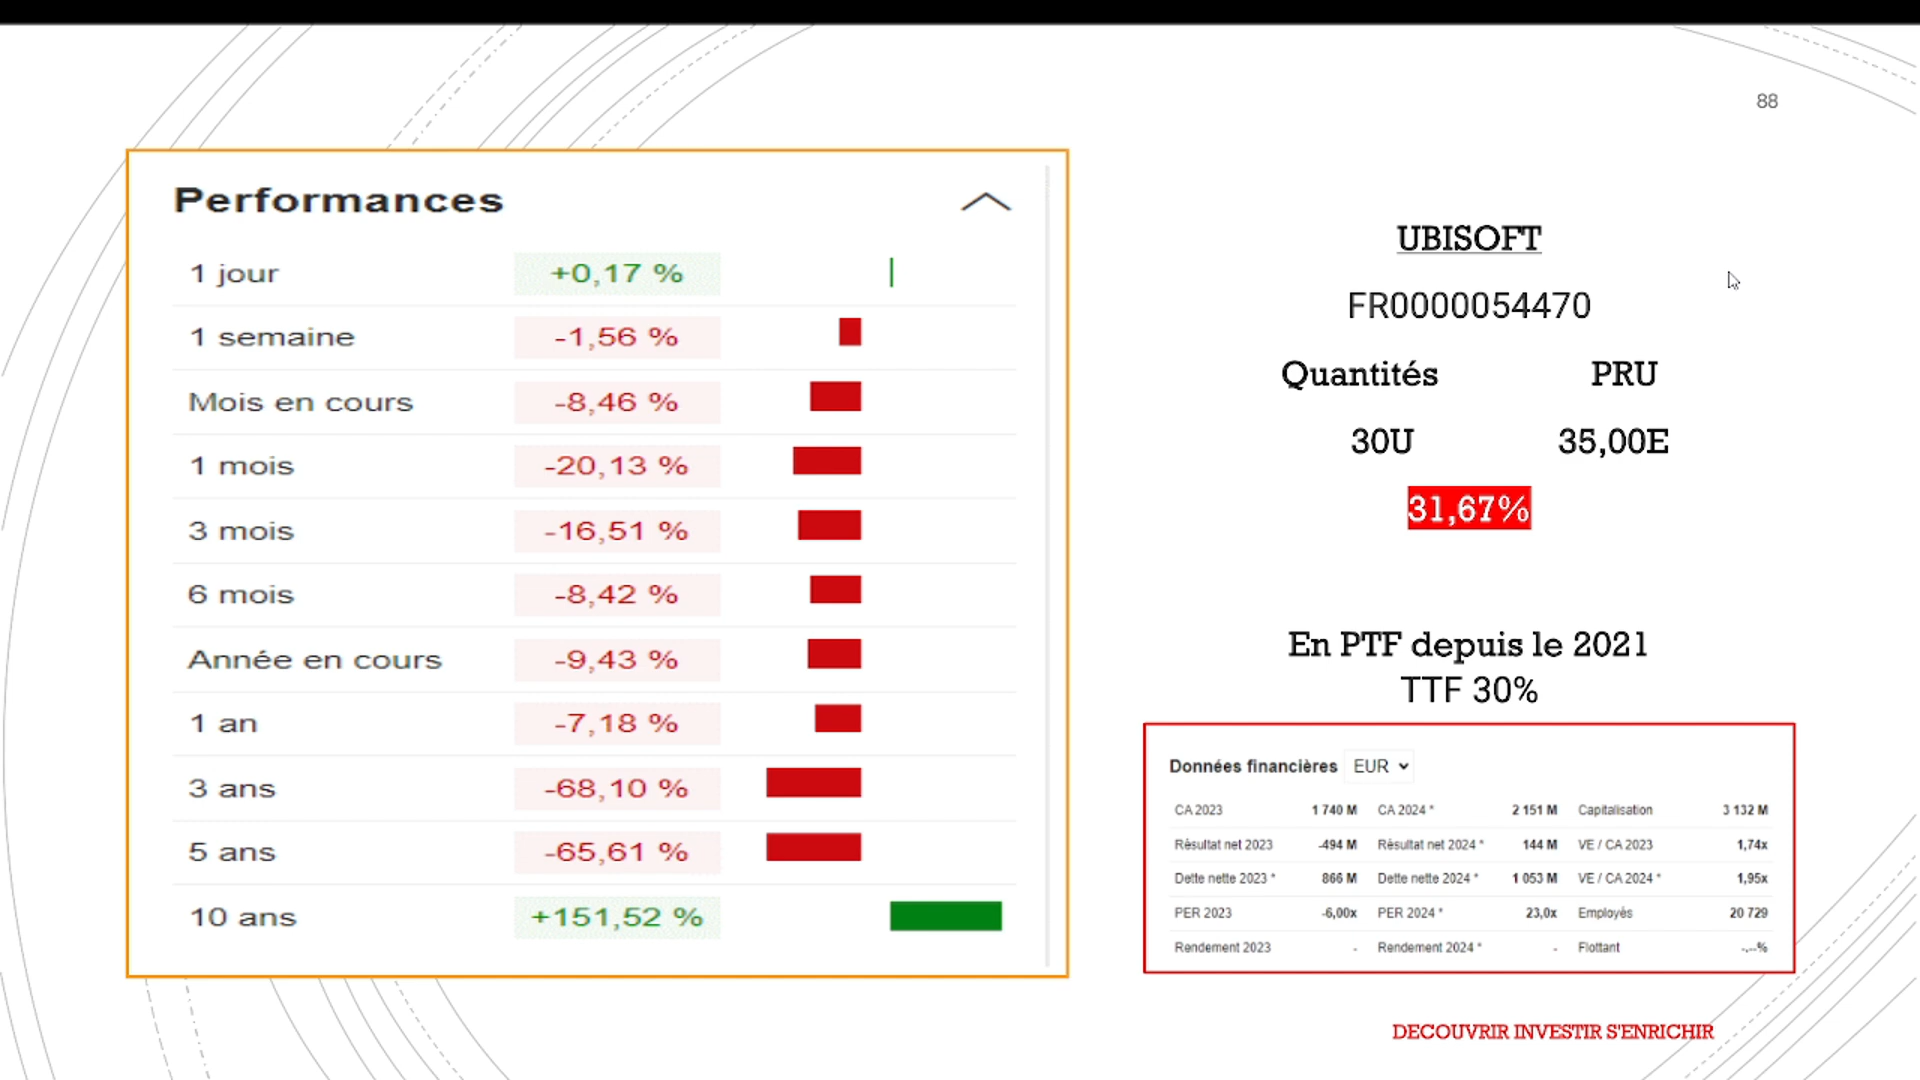 88
Performances
1 jour +0,17 %
1 semaine -1,56 %
Mois en cours -8,46 %
1 mois -20,13 %
3 mois -16,51 %
6 mois -8,42 %
Année en cours -9,43 %
1 an -7,18 %
3 ans -68,10 %
5 ans -65,61 %
10 ans +151,52 %
UBISOFT
FR0000054470
Quantités PRU
30U 35,00E
31,67%
En PTF depuis le 2021
TTF 30%
Données financières EUR
CA 2023 1 740 M CA 2024 * 2 151 M Capitalisation 3 132 M
Résultat net 2023 -494 M Résultat net 2024 * 144 M VE / CA 2023 1,74x
Dette nette 2023 * 866 M Dette nette 2024 * 1 053 M VE / CA 2024 * 1,95x
PER 2023 -6,00x PER 2024 * 23,0x Employés 20 729
Rendement 2023 - Rendement 2024 * - Flottant -.--%
DECOUVRIR INVESTIR S'ENRICHIR